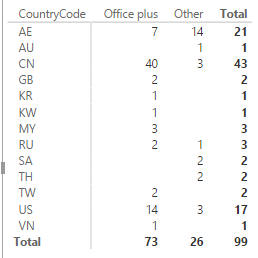 CountryCode Office plus Other Total
AE 7 14 21
AU 1 1
CN 40 3 43
GB 2 2
KR 1 1
KW 1 1
MY 3 3
RU 2 1 3
SA 2 2
TH 2 2
TW 2 2
US 14 3 17
VN 1 1
Total 73 26 99